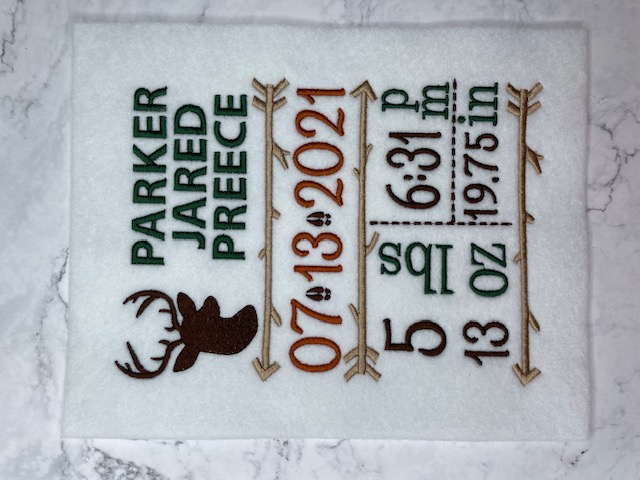 PARKER
JARED
PREECE
07 13 2021
5 lbs 6:31 pm
13 oz 19.75 in